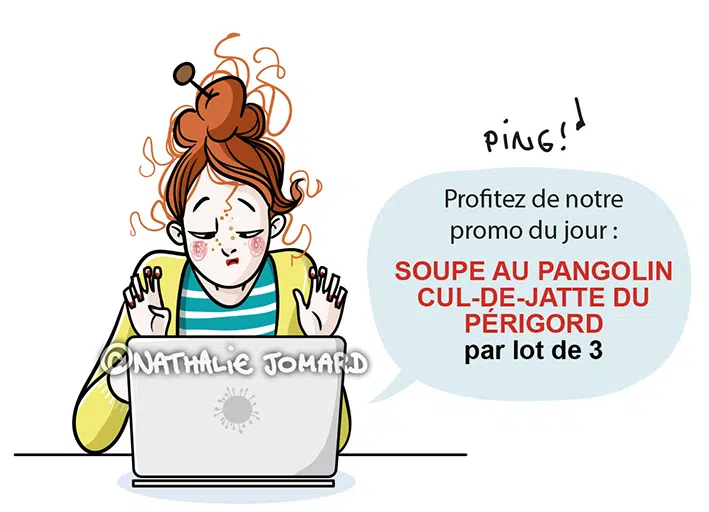 PING!
Profitez de notre
promo du jour :
SOUPE AU PANGOLIN
CUL-DE-JATTE DU
PÉRIGORD
par lot de 3
©NATHALIE JOMARD